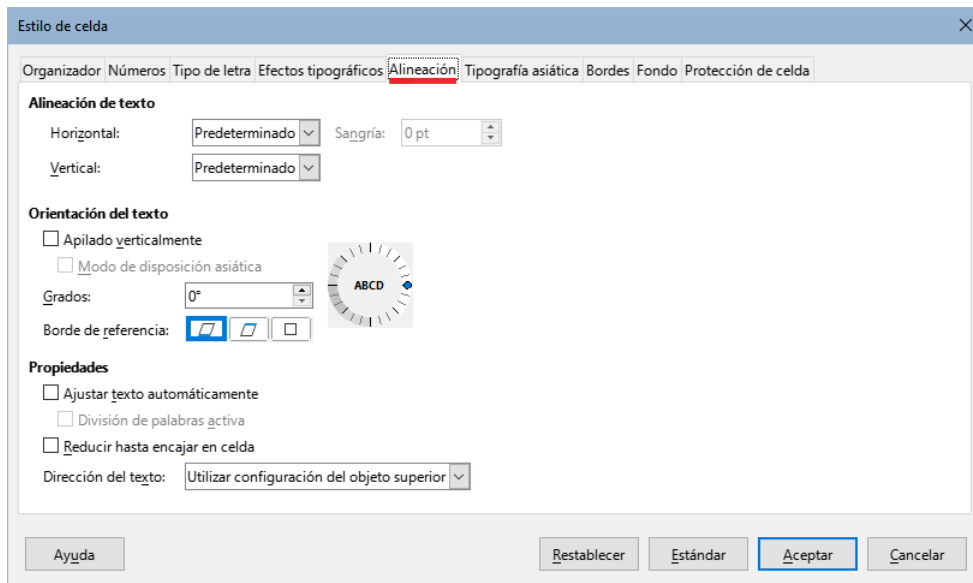 Estilo de celda
Organizador Números Tipo de letra Efectos tipográficos Alineación Tipografía asiática Bordes Fondo Protección de celda
Alineación de texto
Horizontal: Predeterminado Sangría: 0 pt
Vertical: Predeterminado
Orientación del texto
Apilado verticalmente
Modo de disposición asiática
Grados: 0°
ABCD
Borde de referencia:
Propiedades
Ajustar texto automáticamente
División de palabras activa
Reducir hasta encajar en celda
Dirección del texto: Utilizar configuración del objeto superior
Ayuda Restablecer Estándar Aceptar Cancelar